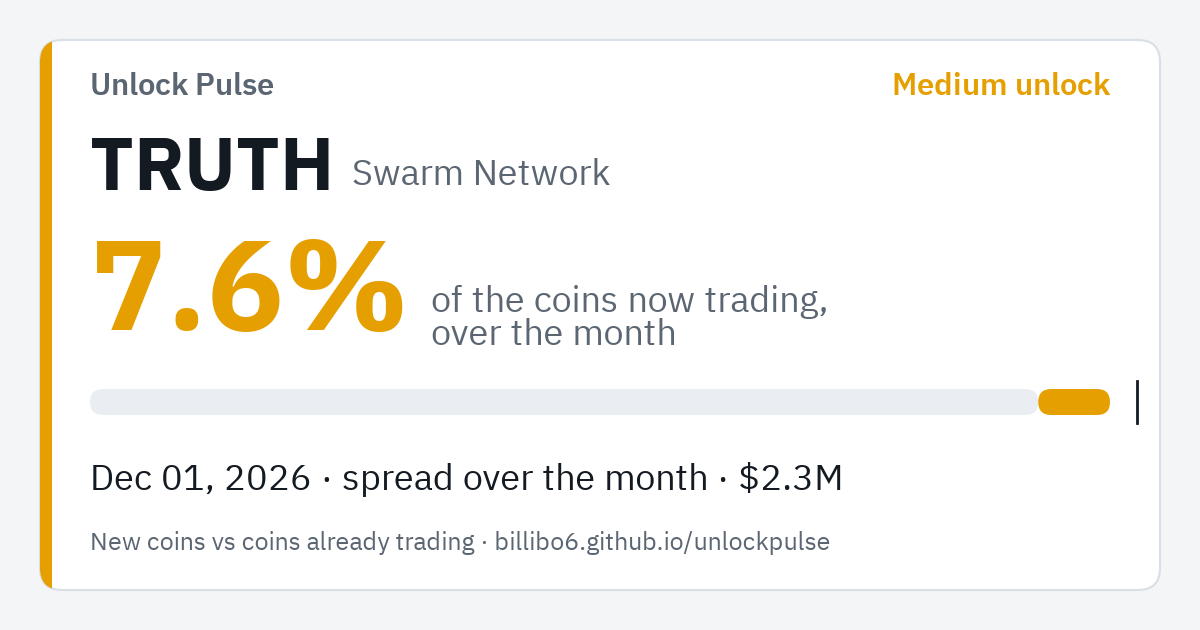 Unlock Pulse
Medium unlock
TRUTH Swarm Network
7.6% of the coins now trading,
over the month
Dec 01, 2026 · spread over the month · $2.3M
New coins vs coins already trading · billibo6.github.io/unlockpulse